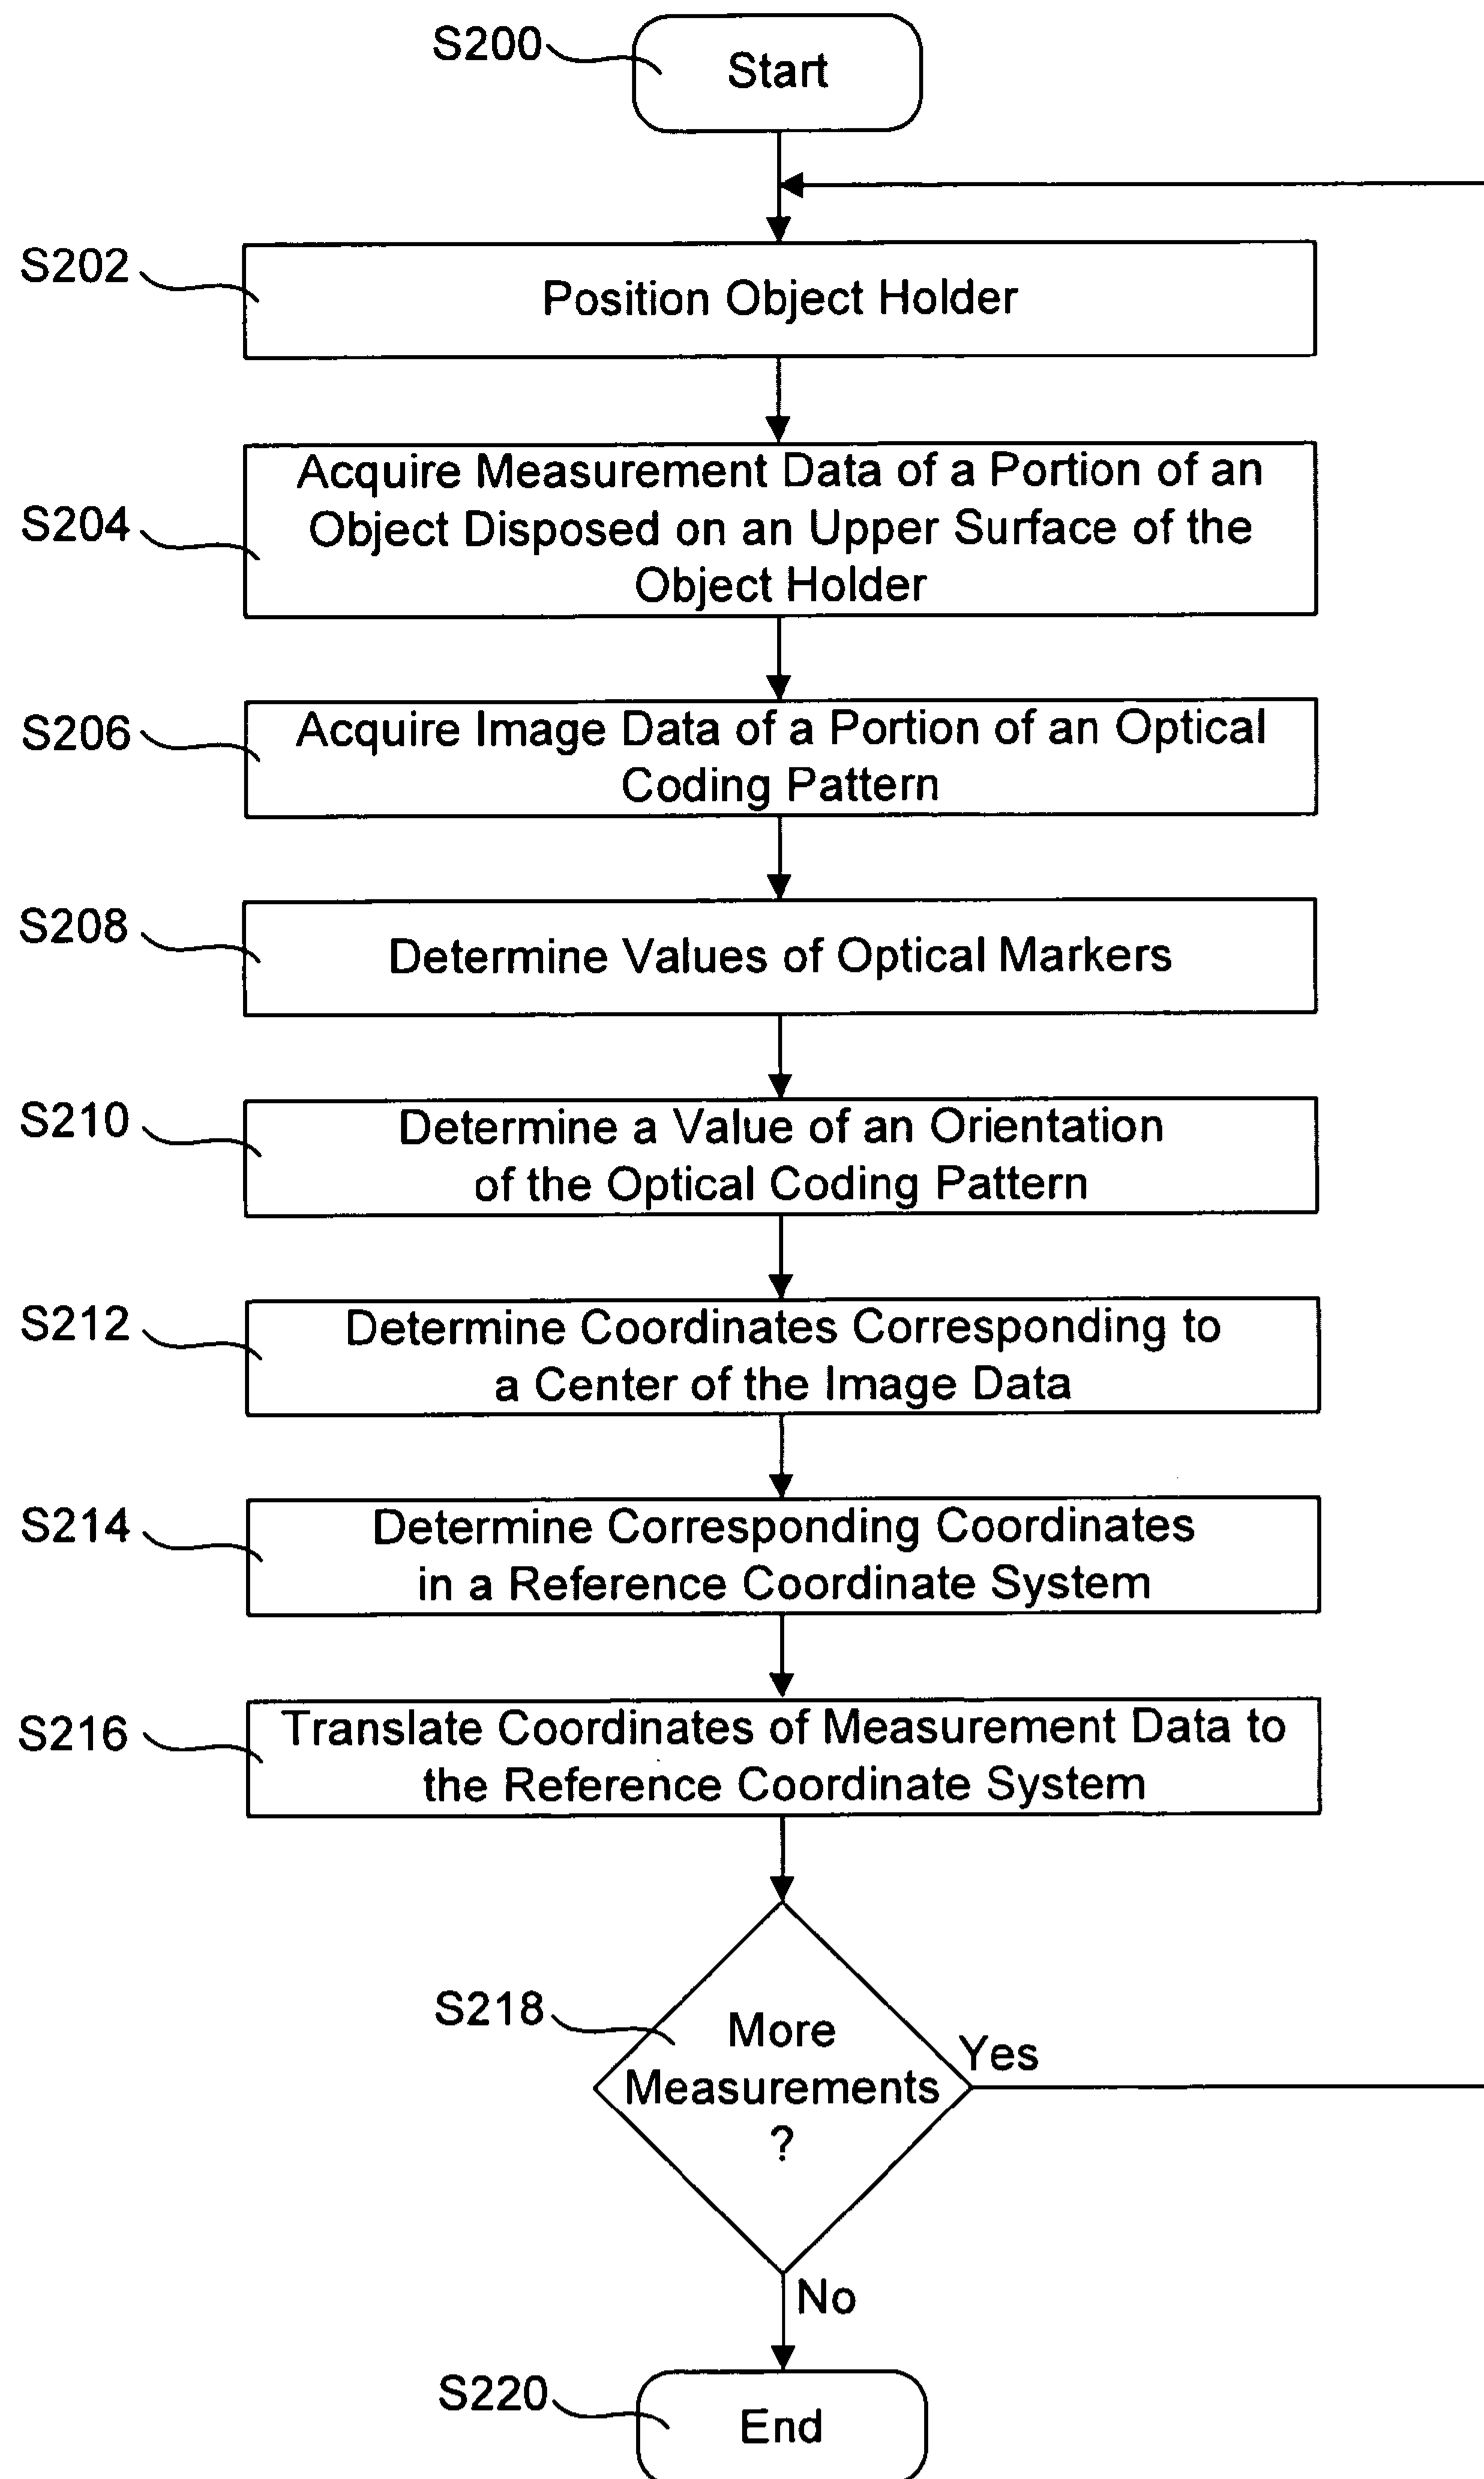 S200
Start
S202
Position Object Holder
S204
Acquire Measurement Data of a Portion of an
Object Disposed on an Upper Surface of the
Object Holder
S206
Acquire Image Data of a Portion of an Optical
Coding Pattern
S208
Determine Values of Optical Markers
S210
Determine a Value of an Orientation
of the Optical Coding Pattern
S212
Determine Coordinates Corresponding to
a Center of the Image Data
S214
Determine Corresponding Coordinates
in a Reference Coordinate System
S216
Translate Coordinates of Measurement Data to
the Reference Coordinate System
S218
More
Measurements
?
Yes
No
S220
End